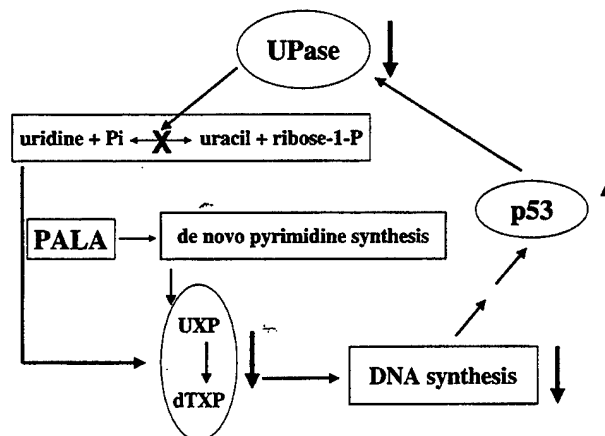 UPase
uridine + Pi X uracil + ribose-1-P
p53
PALA
de novo pyrimidine synthesis
UXP
dTXP
DNA synthesis